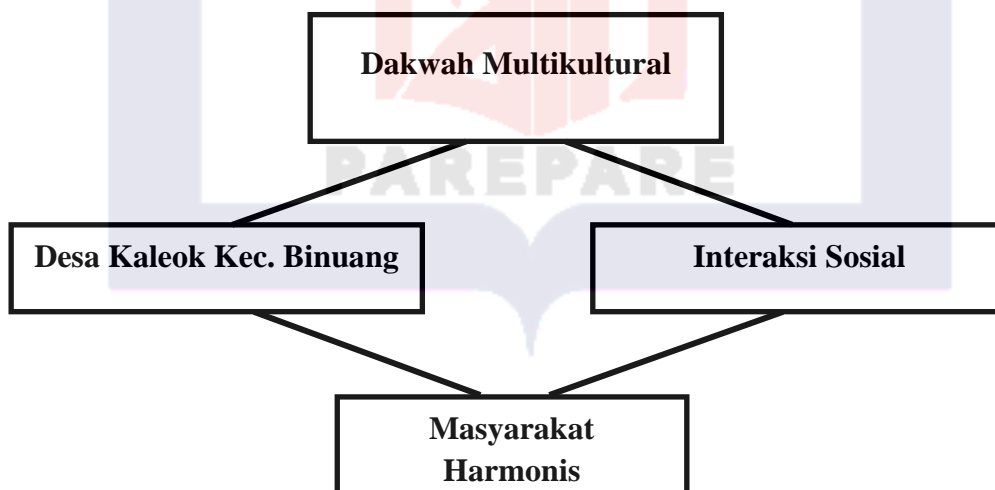 Dakwah Multikultural
PAREPARE
Desa Kaleok Kec. Binuang
Interaksi Sosial
Masyarakat
Harmonis